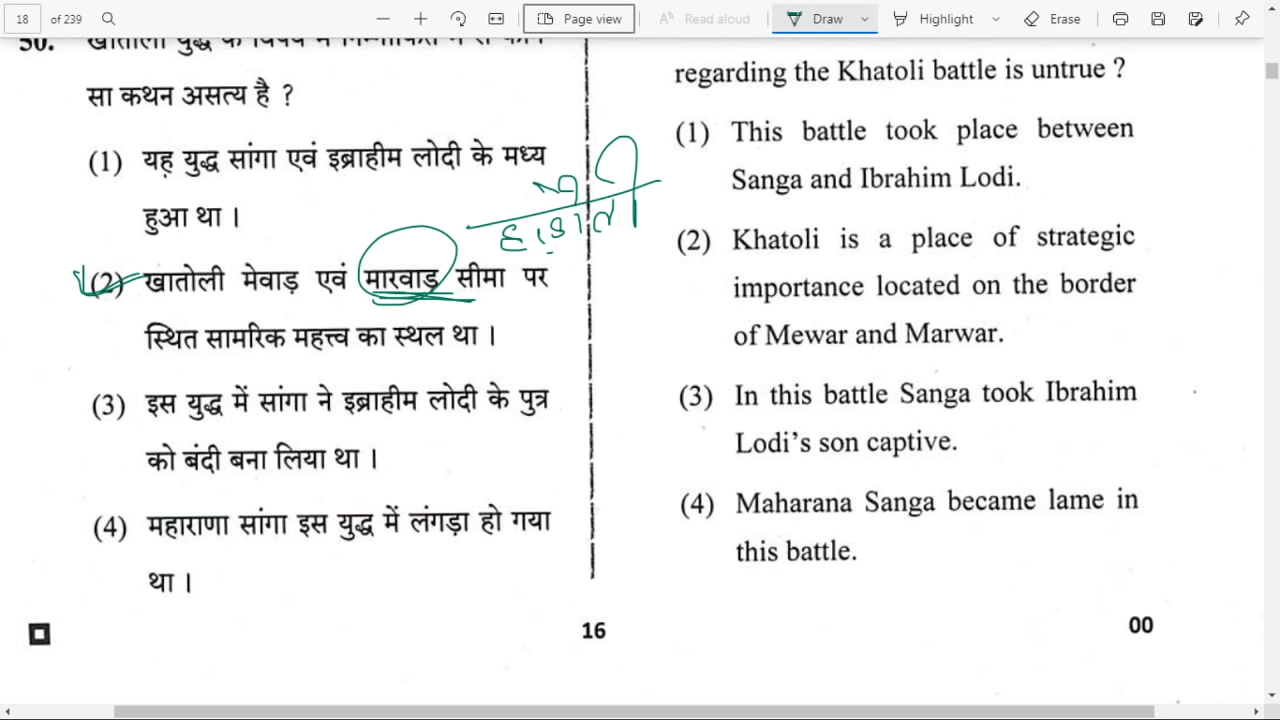 18 of 239
Page view
Read aloud
Draw
Highlight
Erase
50. खातोली युद्ध के विषय में निम्नांकित में से कौन
सा कथन असत्य है ?
(1) यह युद्ध सांगा एवं इब्राहीम लोदी के मध्य
हुआ था ।
(2) खातोली मेवाड़ एवं मारवाड़ सीमा पर
स्थित सामरिक महत्त्व का स्थल था ।
(3) इस युद्ध में सांगा ने इब्राहीम लोदी के पुत्र
को बंदी बना लिया था ।
(4) महाराणा सांगा इस युद्ध में लंगड़ा हो गया
था ।
regarding the Khatoli battle is untrue ?
(1) This battle took place between
Sanga and Ibrahim Lodi.
(2) Khatoli is a place of strategic
importance located on the border
of Mewar and Marwar.
(3) In this battle Sanga took Ibrahim
Lodi's son captive.
(4) Maharana Sanga became lame in
this battle.
16
00